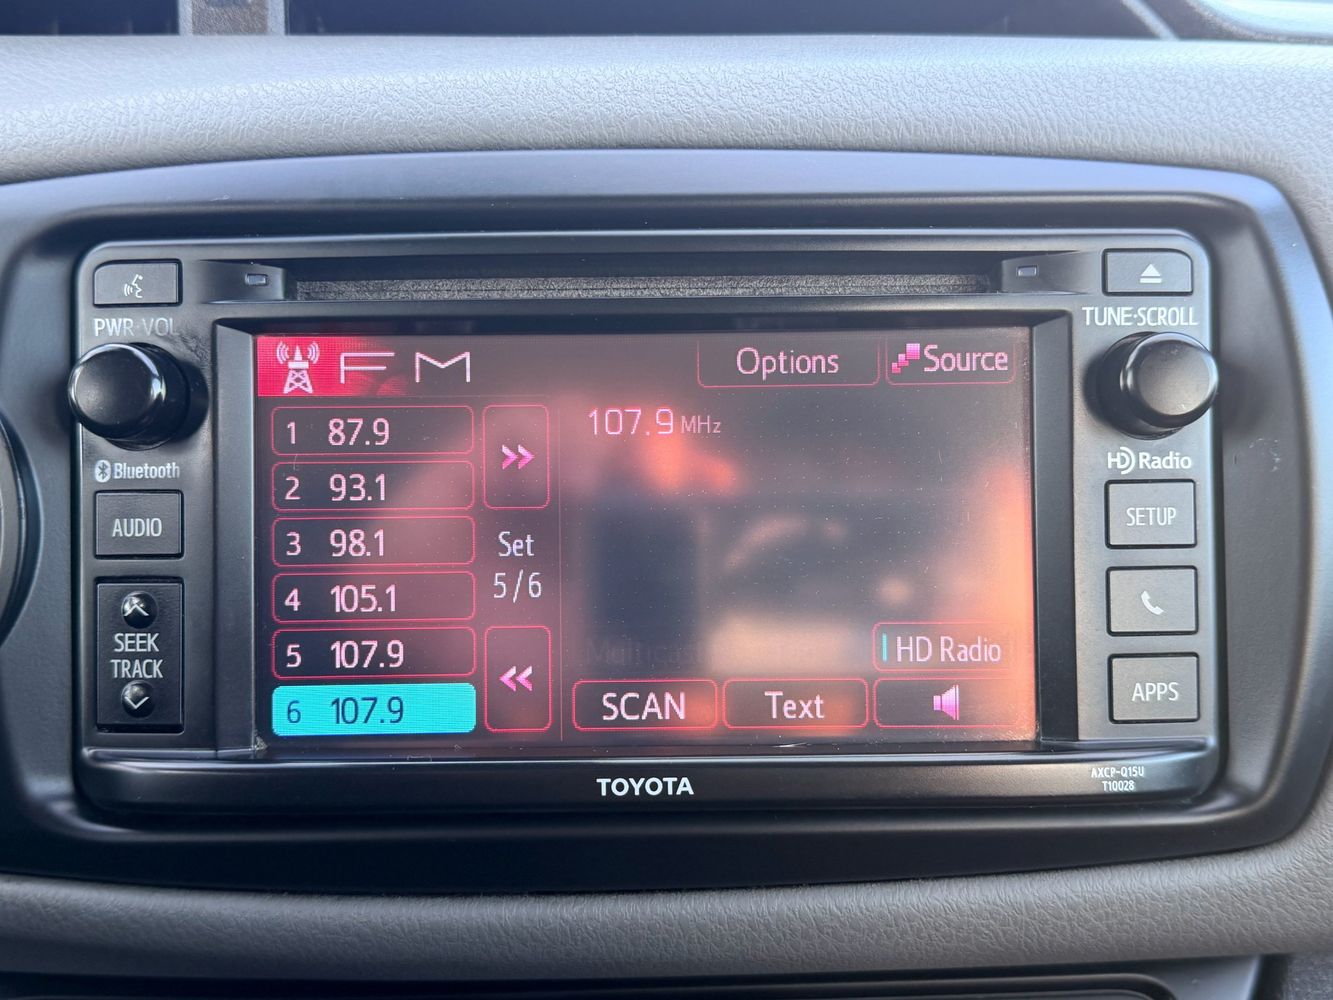 PWR·VOL
TUNE·SCROLL
FM
Options
Source
1 87.9
107.9 MHz
2 93.1
Bluetooth
HD Radio
3 98.1
AUDIO
Set
SETUP
5/6
4 105.1
SEEK
TRACK
5 107.9
HD Radio
6 107.9
SCAN
Text
APPS
TOYOTA
AXCP-Q15U
T10028